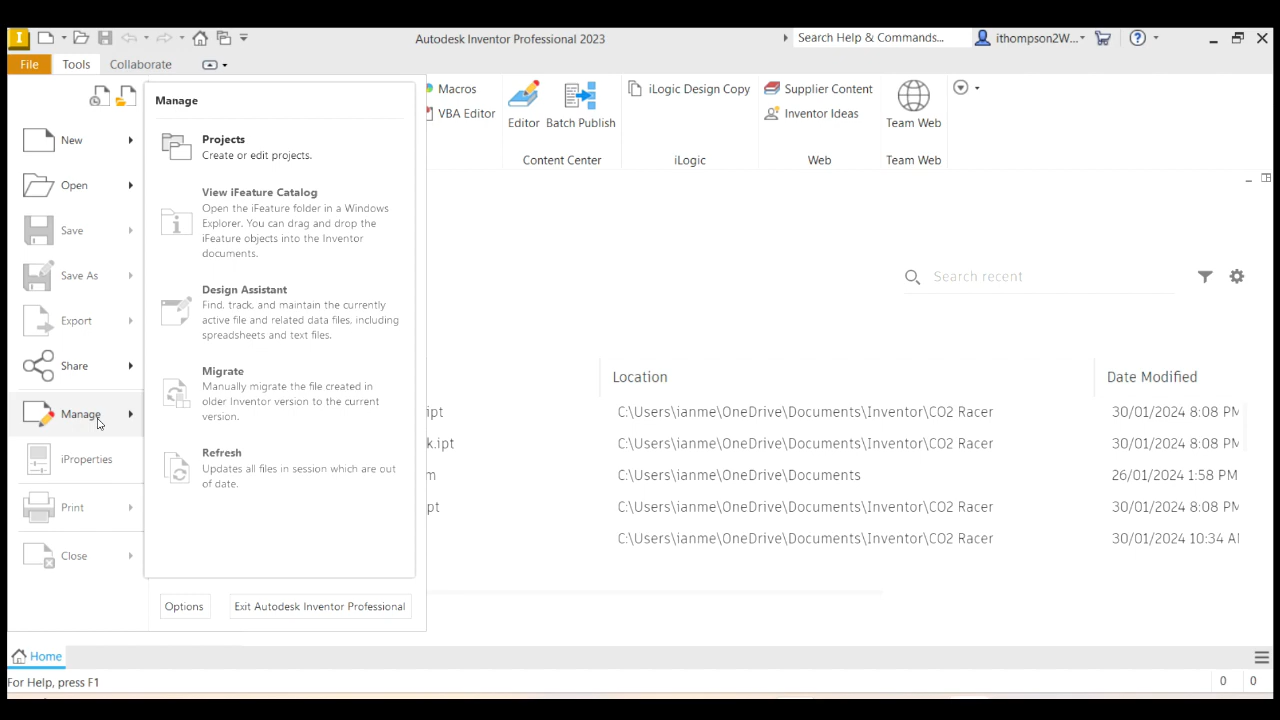 I
Autodesk Inventor Professional 2023
Search Help & Commands...
ithompson2W...
File
Tools
Collaborate
Manage
Macros
VBA Editor
Editor
Batch Publish
iLogic Design Copy
Supplier Content
Inventor Ideas
Team Web
Content Center
iLogic
Web
Team Web
New
Open
Save
Save As
Export
Share
Manage
iProperties
Print
Close
Projects
Create or edit projects.
View iFeature Catalog
Open the iFeature folder in a Windows
Explorer. You can drag and drop the
iFeature objects into the Inventor
documents.
Design Assistant
Find, track, and maintain the currently
active file and related data files, including
spreadsheets and text files.
Migrate
Manually migrate the file created in
older Inventor version to the current
version.
Refresh
Updates all files in session which are out
of date.
Options
Exit Autodesk Inventor Professional
Search recent
Location
Date Modified
ipt
C:\Users\ianme\OneDrive\Documents\Inventor\CO2 Racer
30/01/2024 8:08 PM
k.ipt
C:\Users\ianme\OneDrive\Documents\Inventor\CO2 Racer
30/01/2024 8:08 PM
m
C:\Users\ianme\OneDrive\Documents
26/01/2024 1:58 PM
pt
C:\Users\ianme\OneDrive\Documents\Inventor\CO2 Racer
30/01/2024 8:08 PM
C:\Users\ianme\OneDrive\Documents\Inventor\CO2 Racer
30/01/2024 10:34 AM
Home
For Help, press F1
0 0